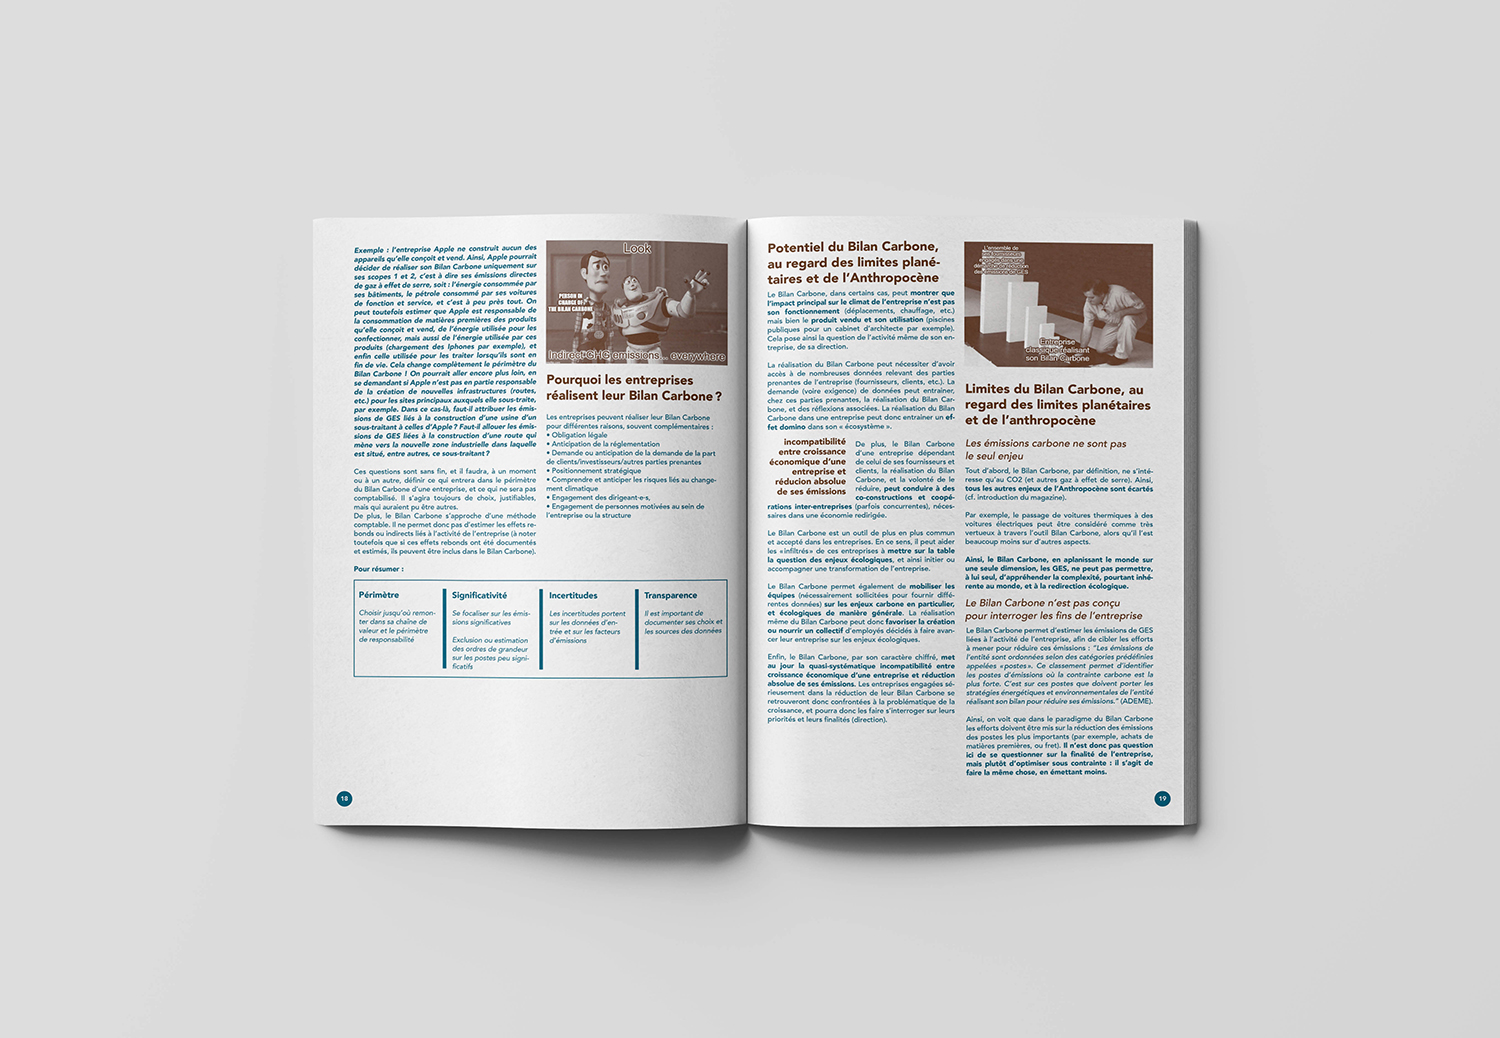 Exemple : l'entreprise Apple ne construit aucun des
appareils qu'elle conçoit et vend. Ainsi, Apple pourrait
décider de réaliser son Bilan Carbone uniquement sur
ses scopes 1 et 2, c'est à dire ses émissions directes
de gaz à effet de serre, soit : l'énergie consommée par
ses bâtiments, le pétrole consommé par ses voitures
de fonction et service, et c'est à peu près tout. On
peut toutefois estimer que Apple est responsable de
la consommation de matières premières des produits
qu'elle conçoit et vend, de l'énergie utilisée pour les
confectionner, mais aussi de l'énergie utilisée par ces
produits (chargement des Iphones par exemple), et
enfin celle utilisée pour les traiter lorsqu'ils sont en
fin de vie. Cela change complètement le périmètre du
Bilan Carbone ! On pourrait aller encore plus loin, en
se demandant si Apple n'est pas en partie responsable
de la création de nouvelles infrastructures (routes,
etc.) pour les sites principaux auxquels elle sous-traite,
par exemple. Dans ce cas-là, faut-il attribuer les émis-
sions de GES liées à la construction d'une usine d'un
sous-traitant à celles d'Apple ? Faut-il allouer les émis-
sions de GES liées à la construction d'une route qui
mène vers la nouvelle zone industrielle dans laquelle
est situé, entre autres, ce sous-traitant ?
Ces questions sont sans fin, et il faudra, à un moment
ou à un autre, définir ce qui entrera dans le périmètre
du Bilan Carbone d'une entreprise, et ce qui ne sera pas
comptabilisé. Il s'agira toujours de choix, justifiables,
mais qui auraient pu être autres.
De plus, le Bilan Carbone s'approche d'une méthode
comptable. Il ne permet donc pas d'estimer les effets re-
bonds ou indirects liés à l'activité de l'entreprise (à noter
toutefois que si ces effets rebonds ont été documentés
et estimés, ils peuvent être inclus dans le Bilan Carbone).
Pour résumer :
Look
PERSON IN
CHARGE OF
THE BILAN CARBONE
Indirect GHG emissions... everywhere
Pourquoi les entreprises
réalisent leur Bilan Carbone ?
Les entreprises peuvent réaliser leur Bilan Carbone
pour différentes raisons, souvent complémentaires :
• Obligation légale
• Anticipation de la réglementation
• Demande ou anticipation de la demande de la part
de clients/investisseurs/autres parties prenantes
• Positionnement stratégique
• Comprendre et anticiper les risques liés au change-
ment climatique
• Engagement des dirigeant·e·s,
• Engagement de personnes motivées au sein de
l'entreprise ou la structure
Périmètre
Choisir jusqu'où remon-
ter dans sa chaîne de
valeur et le périmètre
de responsabilité
Significativité
Se focaliser sur les émis-
sions significatives
Exclusion ou estimation
des ordres de grandeur
sur les postes peu signi-
ficatifs
Incertitudes
Les incertitudes portent
sur les données d'en-
trée et sur les facteurs
d'émissions
Transparence
Il est important de
documenter ses choix et
les sources des données
18
Potentiel du Bilan Carbone,
au regard des limites plané-
taires et de l'Anthropocène
Le Bilan Carbone, dans certains cas, peut montrer que
l'impact principal sur le climat de l'entreprise n'est pas
son fonctionnement (déplacements, chauffage, etc.)
mais bien le produit vendu et son utilisation (piscines
publiques pour un cabinet d'architecte par exemple).
Cela pose ainsi la question de l'activité même de son en-
treprise, de sa direction.
La réalisation du Bilan Carbone peut nécessiter d'avoir
accès à de nombreuses données relevant des parties
prenantes de l'entreprise (fournisseurs, clients, etc.). La
demande (voire exigence) de données peut entrainer,
chez ces parties prenantes, la réalisation du Bilan Car-
bone, et des réflexions associées. La réalisation du Bilan
Carbone dans une entreprise peut donc entrainer un ef-
fet domino dans son « écosystème ».
incompatibilité
entre croissance
économique d'une
entreprise et
réducion absolue
de ses émissions
De plus, le Bilan Carbone
d'une entreprise dépendant
de celui de ses fournisseurs et
clients, la réalisation du Bilan
Carbone, et la volonté de le
réduire, peut conduire à des
co-constructions et coopé-
rations inter-entreprises (parfois concurrentes), néces-
saires dans une économie redirigée.
Le Bilan Carbone est un outil de plus en plus commun
et accepté dans les entreprises. En ce sens, il peut aider
les «infiltrés» de ces entreprises à mettre sur la table
la question des enjeux écologiques, et ainsi initier ou
accompagner une transformation de l'entreprise.
Le Bilan Carbone permet également de mobiliser les
équipes (nécessairement sollicitées pour fournir diffé-
rentes données) sur les enjeux carbone en particulier,
et écologiques de manière générale. La réalisation
même du Bilan Carbone peut donc favoriser la création
ou nourrir un collectif d'employés décidés à faire avan-
cer leur entreprise sur les enjeux écologiques.
Enfin, le Bilan Carbone, par son caractère chiffré, met
au jour la quasi-systématique incompatibilité entre
croissance économique d'une entreprise et réduction
absolue de ses émissions. Les entreprises engagées sé-
rieusement dans la réduction de leur Bilan Carbone se
retrouveront donc confrontées à la problématique de la
croissance, et pourra donc les faire s'interroger sur leurs
priorités et leurs finalités (direction).
L'ensemble de
Entreprise
classique réalisant
son Bilan Carbone
Limites du Bilan Carbone, au
regard des limites planétaires
et de l'anthropocène
Les émissions carbone ne sont pas
le seul enjeu
Tout d'abord, le Bilan Carbone, par définition, ne s'inté-
resse qu'au CO2 (et autres gaz à effet de serre). Ainsi,
tous les autres enjeux de l'Anthropocène sont écartés
(cf. introduction du magazine).
Par exemple, le passage de voitures thermiques à des
voitures électriques peut être considéré comme très
vertueux à travers l'outil Bilan Carbone, alors qu'il l'est
beaucoup moins sur d'autres aspects.
Ainsi, le Bilan Carbone, en aplanissant le monde sur
une seule dimension, les GES, ne peut pas permettre,
à lui seul, d'appréhender la complexité, pourtant inhé-
rente au monde, et à la redirection écologique.
Le Bilan Carbone n'est pas conçu
pour interroger les fins de l'entreprise
Le Bilan Carbone permet d'estimer les émissions de GES
liées à l'activité de l'entreprise, afin de cibler les efforts
à mener pour réduire ces émissions : "Les émissions de
l'entité sont ordonnées selon des catégories prédéfinies
appelées «postes». Ce classement permet d'identifier
les postes d'émissions où la contrainte carbone est la
plus forte. C'est sur ces postes que doivent porter les
stratégies énergétiques et environnementales de l'entité
réalisant son bilan pour réduire ses émissions." (ADEME).
Ainsi, on voit que dans le paradigme du Bilan Carbone
les efforts doivent être mis sur la réduction des émissions
des postes les plus importants (par exemple, achats de
matières premières, ou fret). Il n'est donc pas question
ici de se questionner sur la finalité de l'entreprise,
mais plutôt d'optimiser sous contrainte : il s'agit de
faire la même chose, en émettant moins.
19